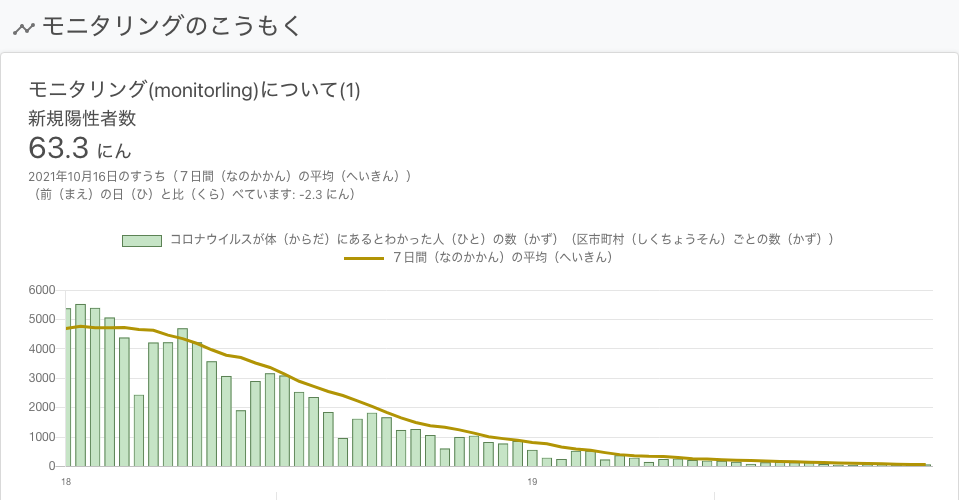 モニタリングのこうもく
モニタリング(monitorling)について(1)
新規陽性者数
63.3 にん
2021年10月16日のすうち（７日間（なのかかん）の平均（へいきん））
（前（まえ）の日（ひ）と比（くら）べています: -2.3 にん）
コロナウイルスが体（からだ）にあるとわかった人（ひと）の数（かず）（区市町村（しくちょうそん）ごとの数（かず））
７日間（なのかかん）の平均（へいきん）
6000
5000
4000
3000
2000
1000
0
18 19